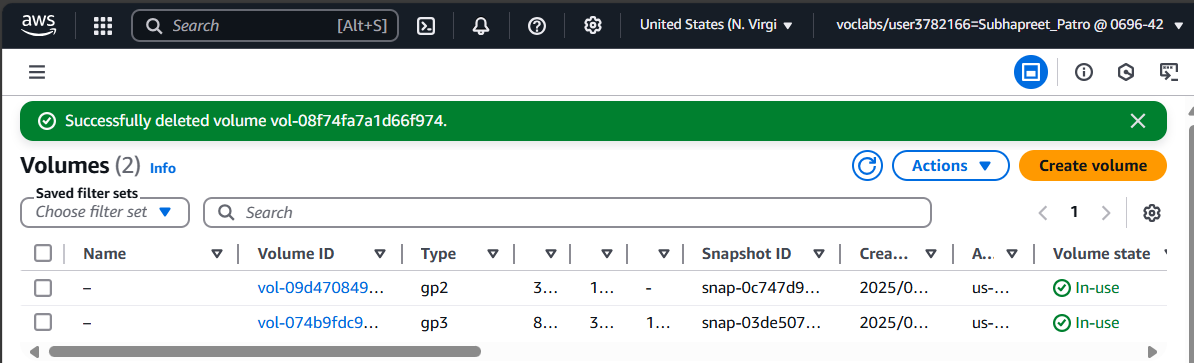 aws Search [Alt+S] United States (N. Virgi voclabs/user3782166=Subhapreet_Patro @ 0696-42
Successfully deleted volume vol-08f74fa7a1d66f974.
Volumes (2) Info Actions Create volume
Saved filter sets
Choose filter set Search 1
Name Volume ID Type Snapshot ID Crea... A... Volume state
– vol-09d470849... gp2 3... 1... - snap-0c747d9... 2025/0... us-... In-use
– vol-074b9fdc9... gp3 8... 3... 1... snap-03de507... 2025/0... us-... In-use